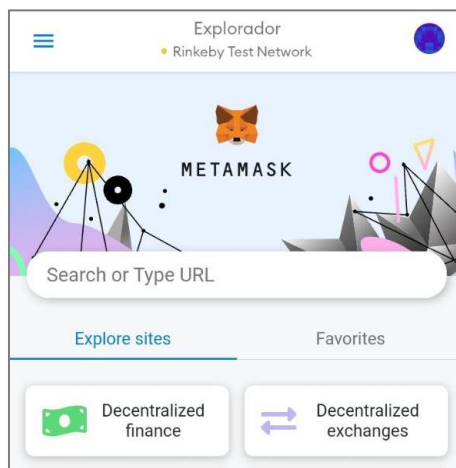 Explorador
Rinkeby Test Network
METAMASK
Search or Type URL
Explore sites
Favorites
Decentralized
finance
Decentralized
exchanges